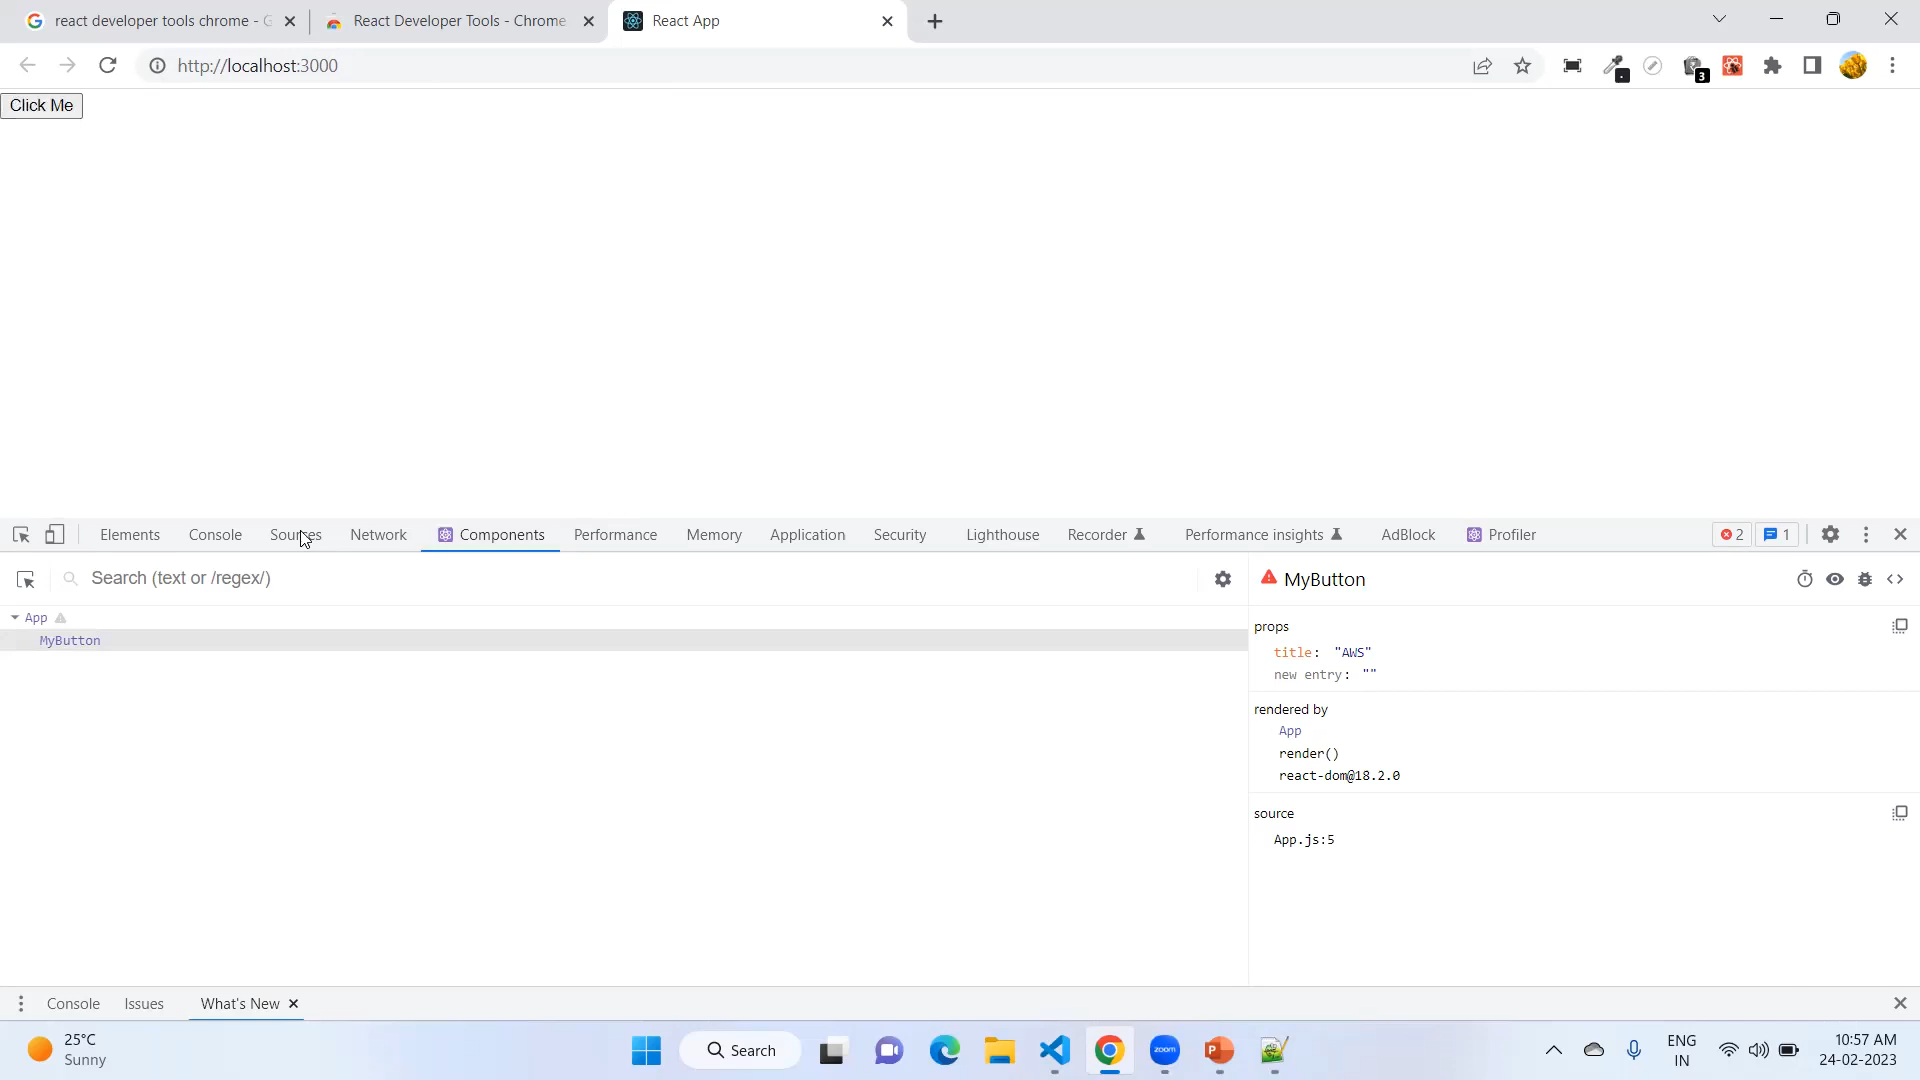 react developer tools chrome - G
React Developer Tools - Chrome
React App
http://localhost:3000
3
Click Me
Elements
Console
Sources
Network
Components
Performance
Memory
Application
Security
Lighthouse
Recorder
Performance insights
AdBlock
Profiler
2
1
Search (text or /regex/)
App
MyButton
MyButton
props
title: "AWS"
new entry: ""
rendered by
App
render()
react-dom@18.2.0
source
App.js:5
Console
Issues
What's New
25°C
Sunny
Search
zoom
ENG
IN
10:57 AM
24-02-2023